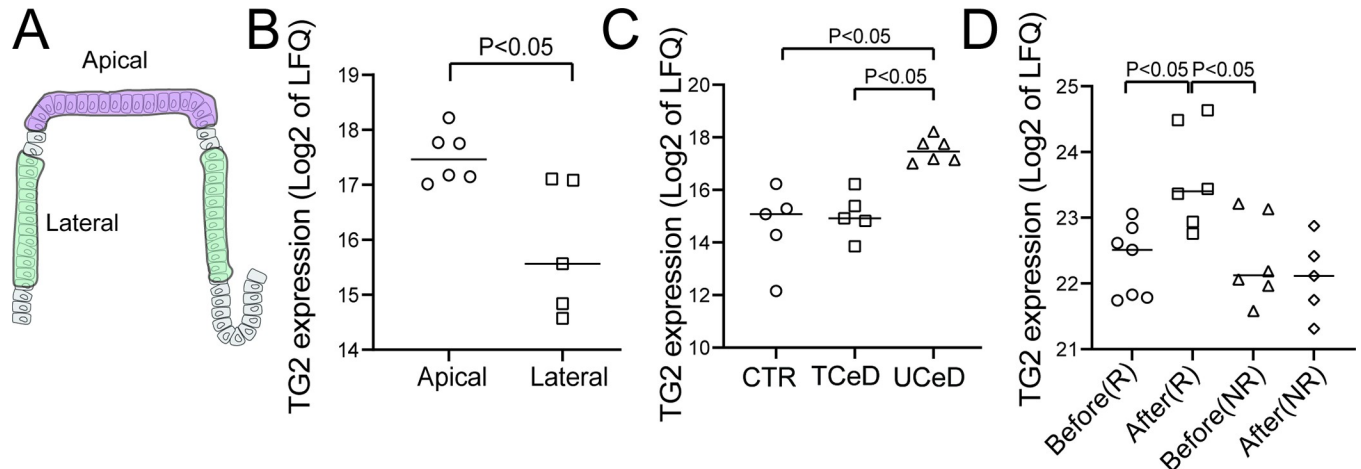 A
Apical
Lateral
B
TG2 expression (Log2 of LFQ)
P<0.05
19
18
17
16
15
14
Apical
Lateral
C
TG2 expression (Log2 of LFQ)
P<0.05
P<0.05
20
18
16
14
12
10
CTR
TCeD
UCeD
D
TG2 expression (Log2 of LFQ)
P<0.05
P<0.05
25
24
23
22
21
Before(R)
After(R)
Before(NR)
After(NR)